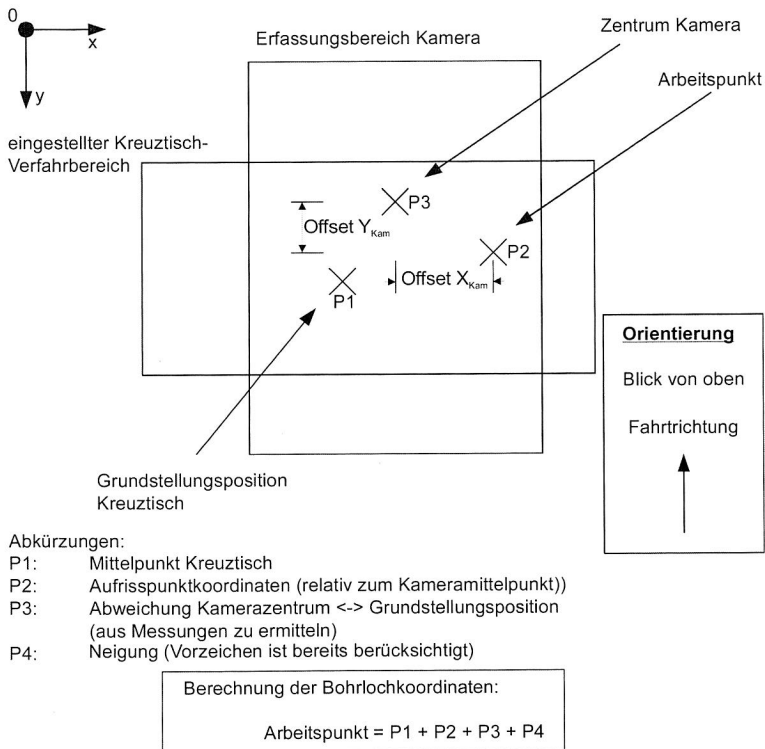 0
x
y
Erfassungsbereich Kamera
Zentrum Kamera
Arbeitspunkt
eingestellter Kreuztisch-
Verfahrbereich
P3
Offset Y Kam
P2
Offset X Kam
P1
Grundstellungsposition
Kreuztisch
Orientierung
Blick von oben
Fahrtrichtung
Abkürzungen:
P1: Mittelpunkt Kreuztisch
P2: Aufrisspunktkoordinaten (relativ zum Kameramittelpunkt))
P3: Abweichung Kamerazentrum <-> Grundstellungsposition
(aus Messungen zu ermitteln)
P4: Neigung (Vorzeichen ist bereits berücksichtigt)
Berechnung der Bohrlochkoordinaten:
Arbeitspunkt = P1 + P2 + P3 + P4